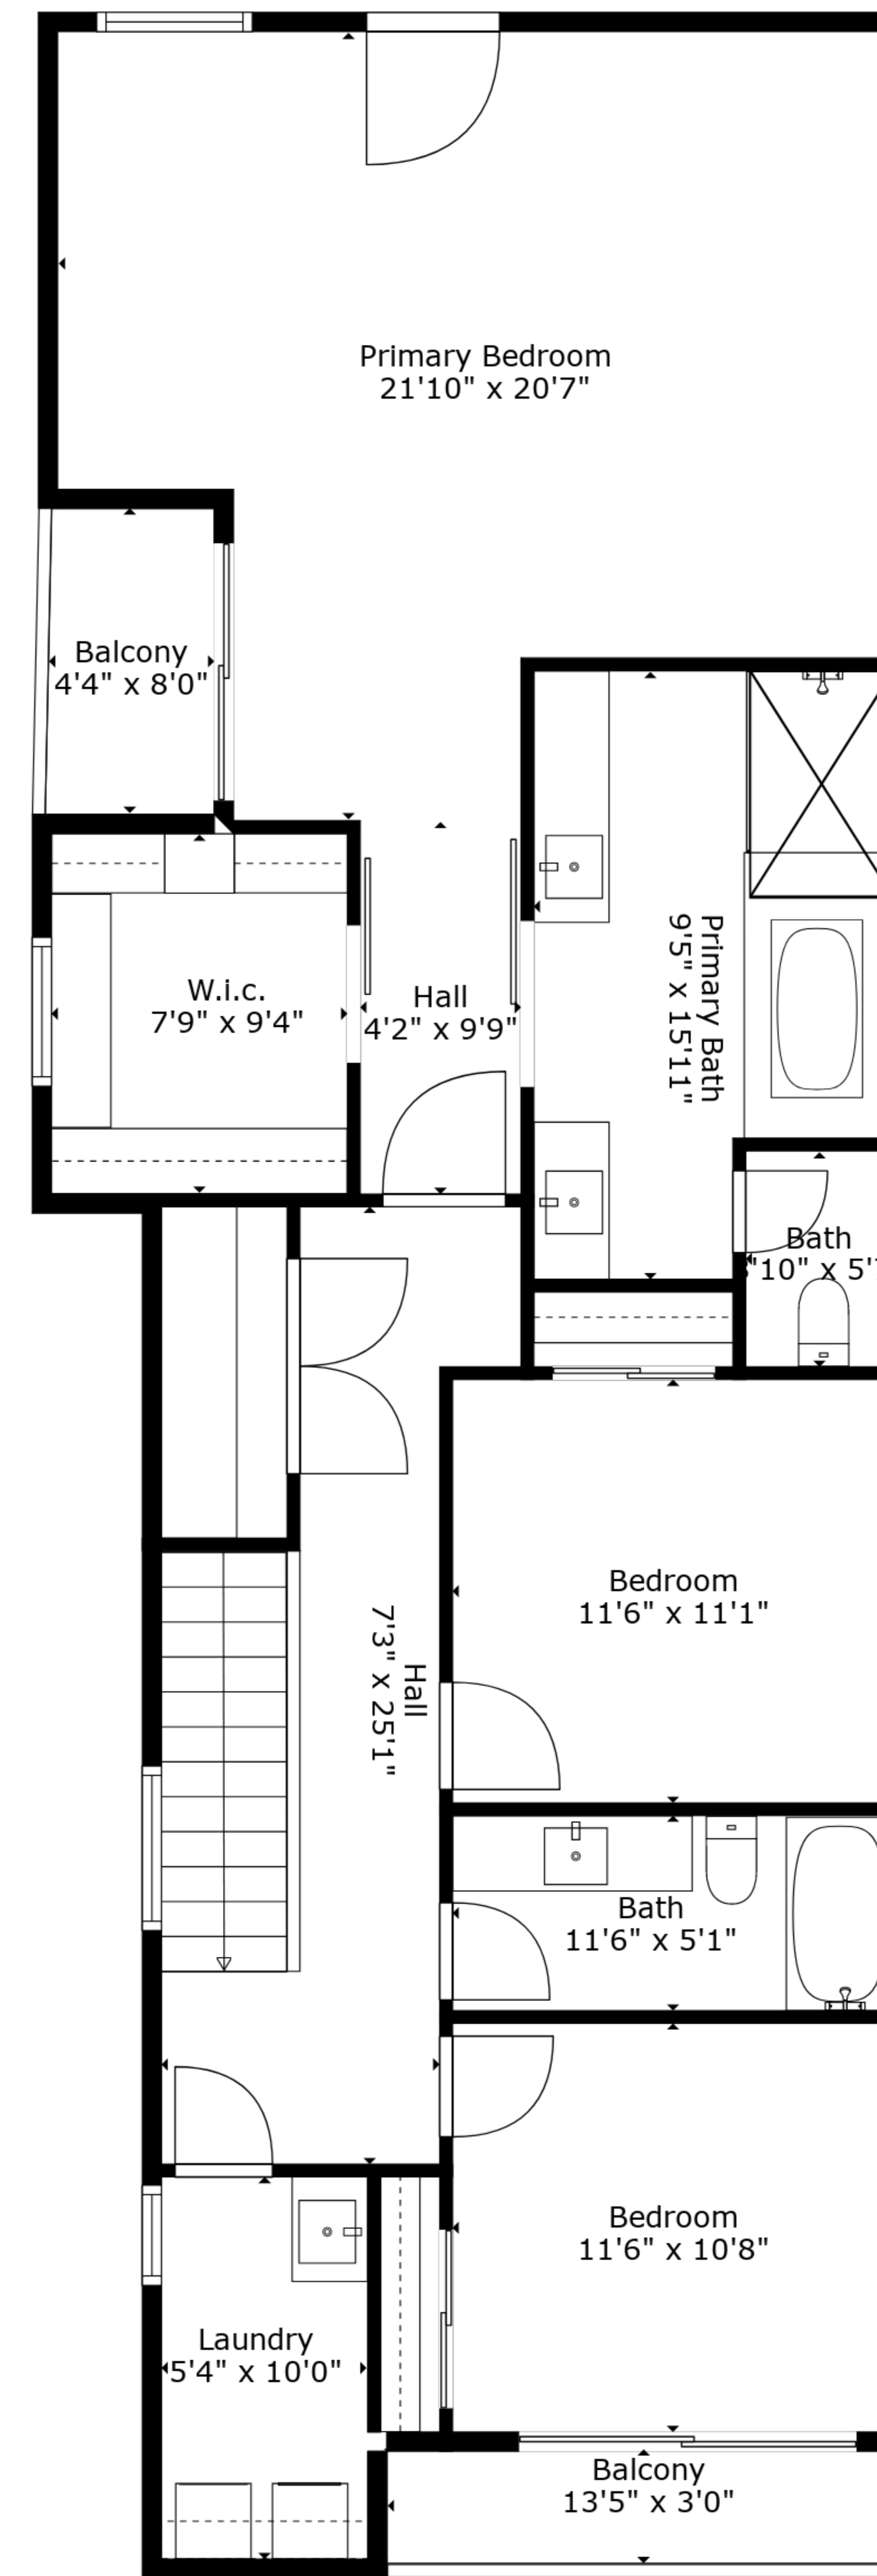 Primary Bedroom
21'10" x 20'7"
Balcony
4'4" x 8'0"
W.i.c.
7'9" x 9'4"
Hall
4'2" x 9'9"
Primary Bath
9'5" x 15'11"
Bath
'10" x 5'
Bedroom
11'6" x 11'1"
Hall
7'3" x 25'1"
Bath
11'6" x 5'1"
Bedroom
11'6" x 10'8"
Laundry
5'4" x 10'0"
Balcony
13'5" x 3'0"